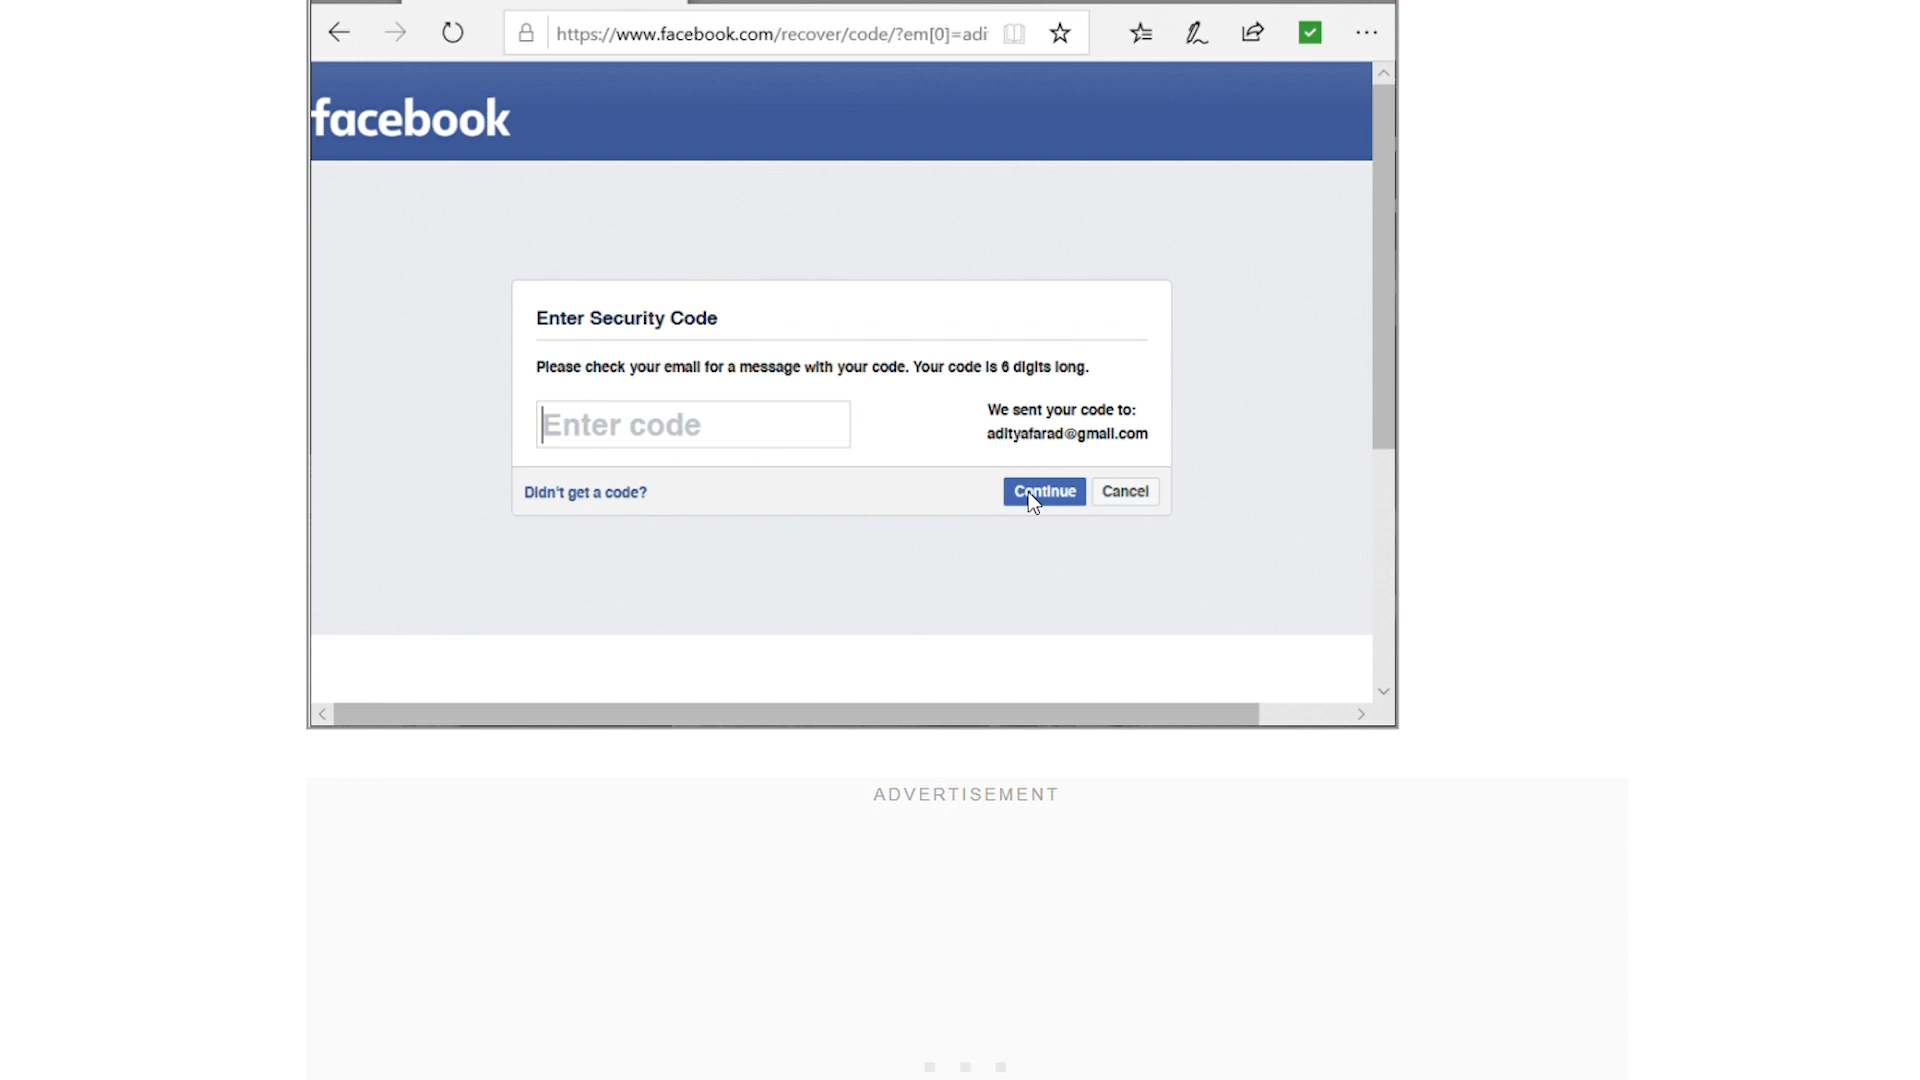 https://www.facebook.com/recover/code/?em[0]=adi
facebook
Enter Security Code
Please check your email for a message with your code. Your code is 6 digits long.
Enter code
We sent your code to:
adityafarad@gmail.com
Didn't get a code?
Continue
Cancel
ADVERTISEMENT